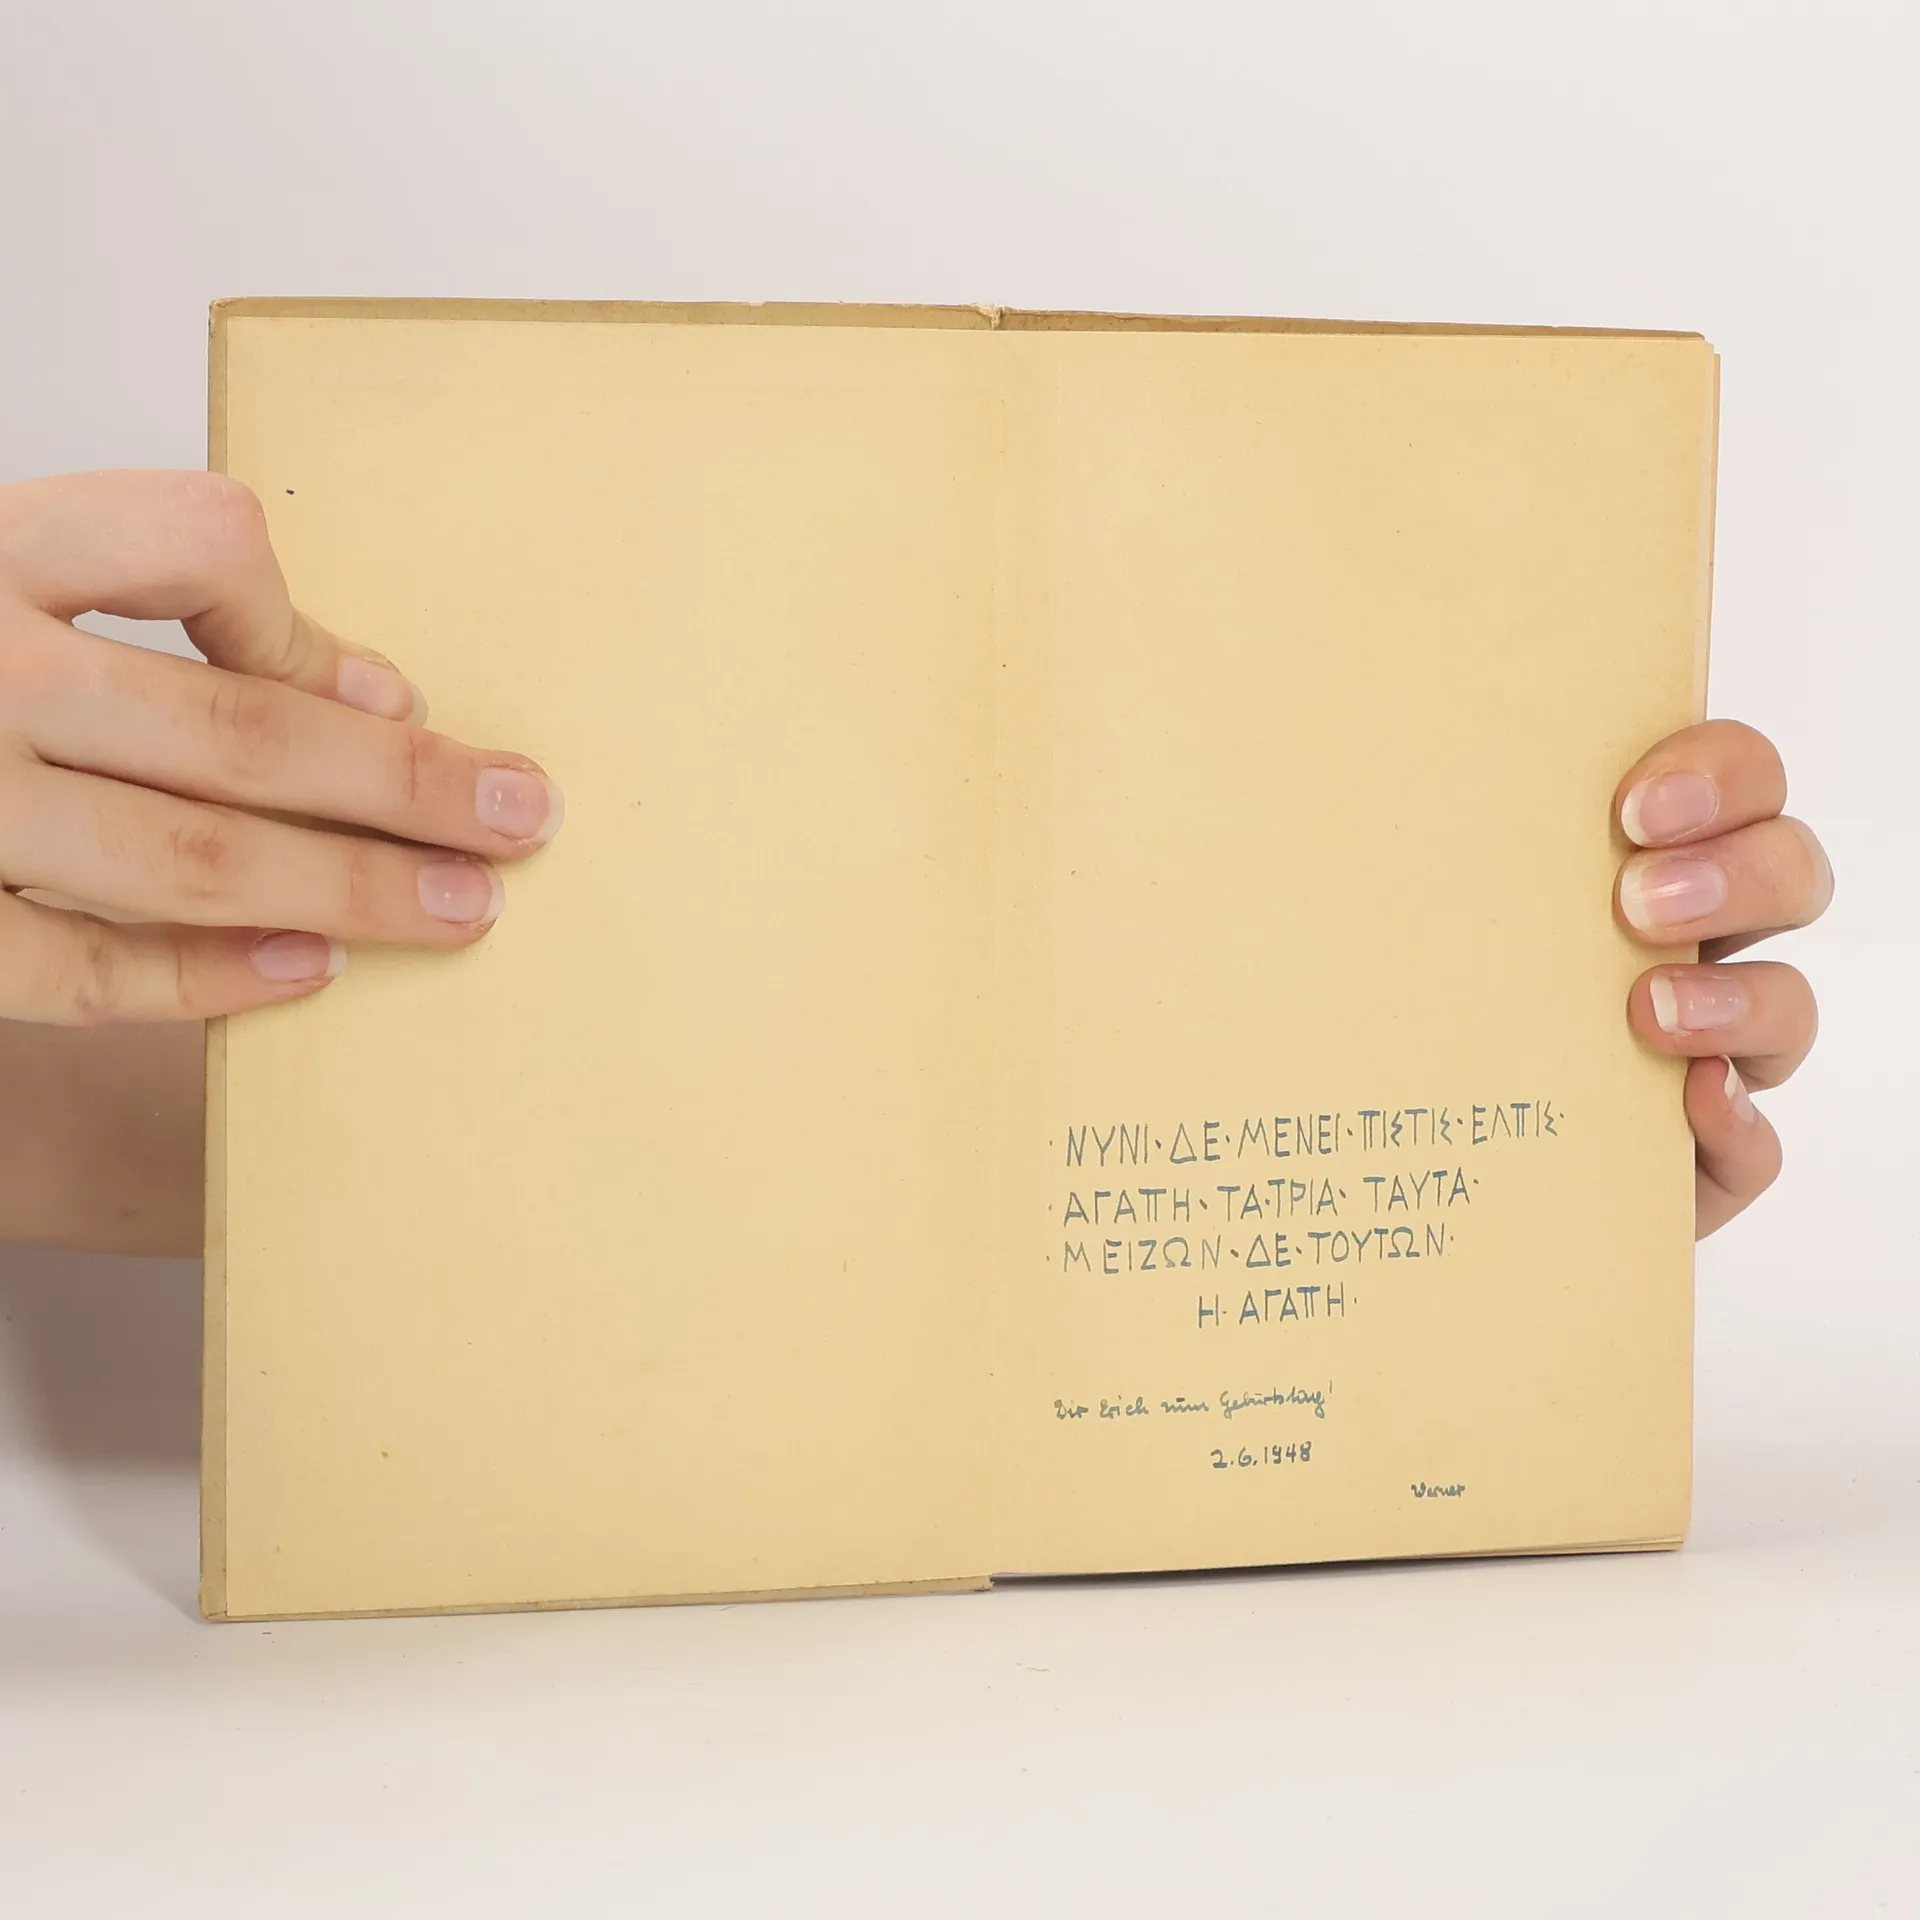 · ΝΥΝΙ · ΔΕ · ΜΕΝΕΙ · ΠΙΣΤΙΣ · ΕΛΠΙΣ ·
· ΑΓΑΠΗ · ΤΑ · ΤΡΙΑ · ΤΑΥΤΑ ·
· ΜΕΙΖΩΝ · ΔΕ · ΤΟΥΤΩΝ ·
Η · ΑΓΑΠΗ ·
Dir Erich zum Geburtstag!
2.6.1948
Werner